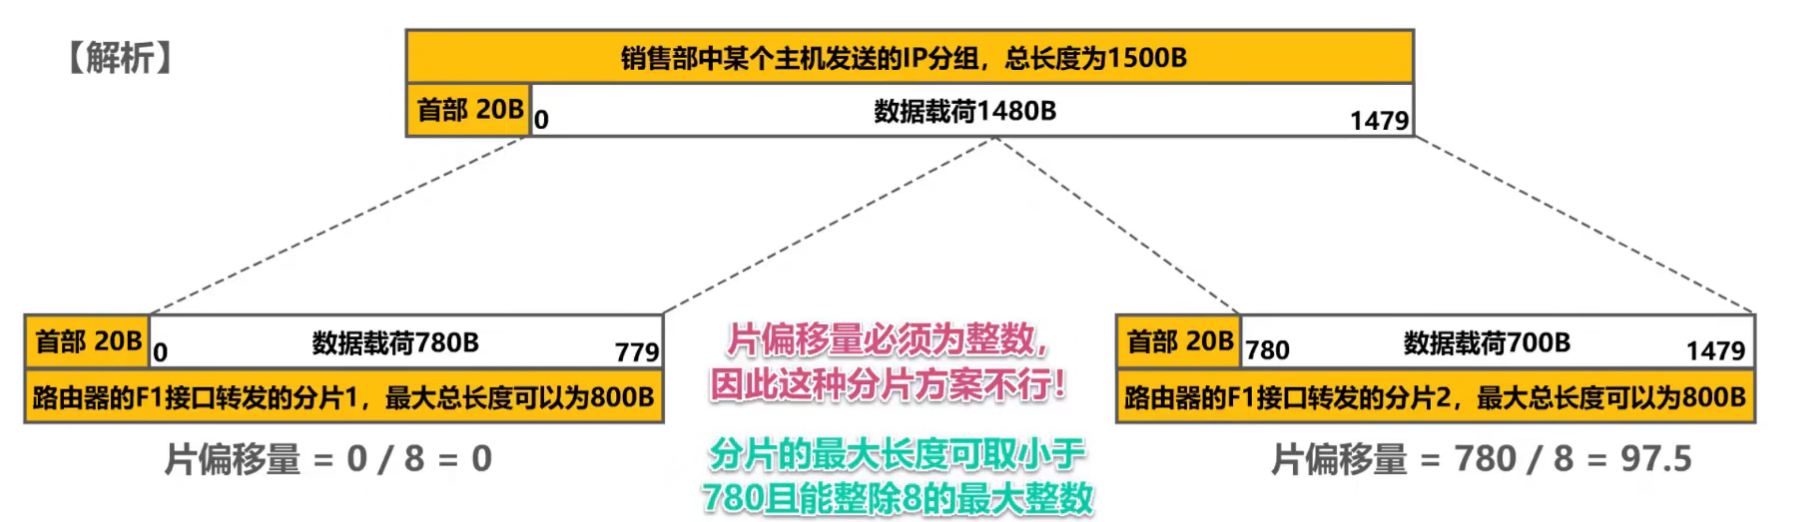 【解析】
销售部中某个主机发送的IP分组，总长度为1500B
首部 20B
0
数据载荷1480B
1479
首部 20B
0
数据载荷780B
779
路由器的F1接口转发的分片1，最大总长度可以为800B
片偏移量 = 0 / 8 = 0
片偏移量必须为整数，
因此这种分片方案不行！
分片的最大长度可取小于
780且能整除8的最大整数
首部 20B
780
数据载荷700B
1479
路由器的F1接口转发的分片2，最大总长度可以为800B
片偏移量 = 780 / 8 = 97.5